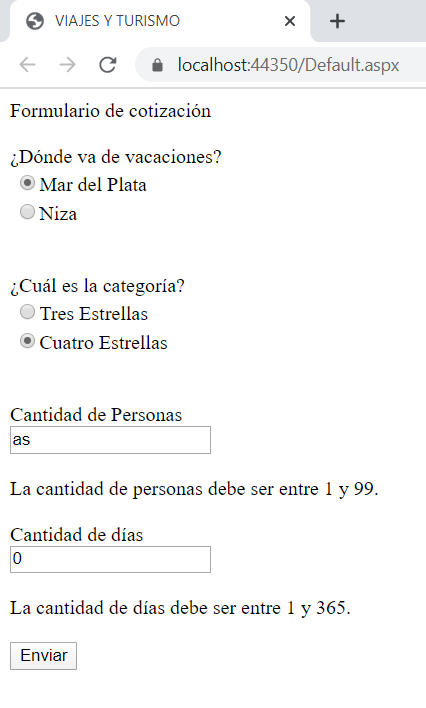 VIAJES Y TURISMO
localhost:44350/Default.aspx
Formulario de cotización
¿Dónde va de vacaciones?
Mar del Plata
Niza
¿Cuál es la categoría?
Tres Estrellas
Cuatro Estrellas
Cantidad de Personas
as
La cantidad de personas debe ser entre 1 y 99.
Cantidad de días
0
La cantidad de días debe ser entre 1 y 365.
Enviar